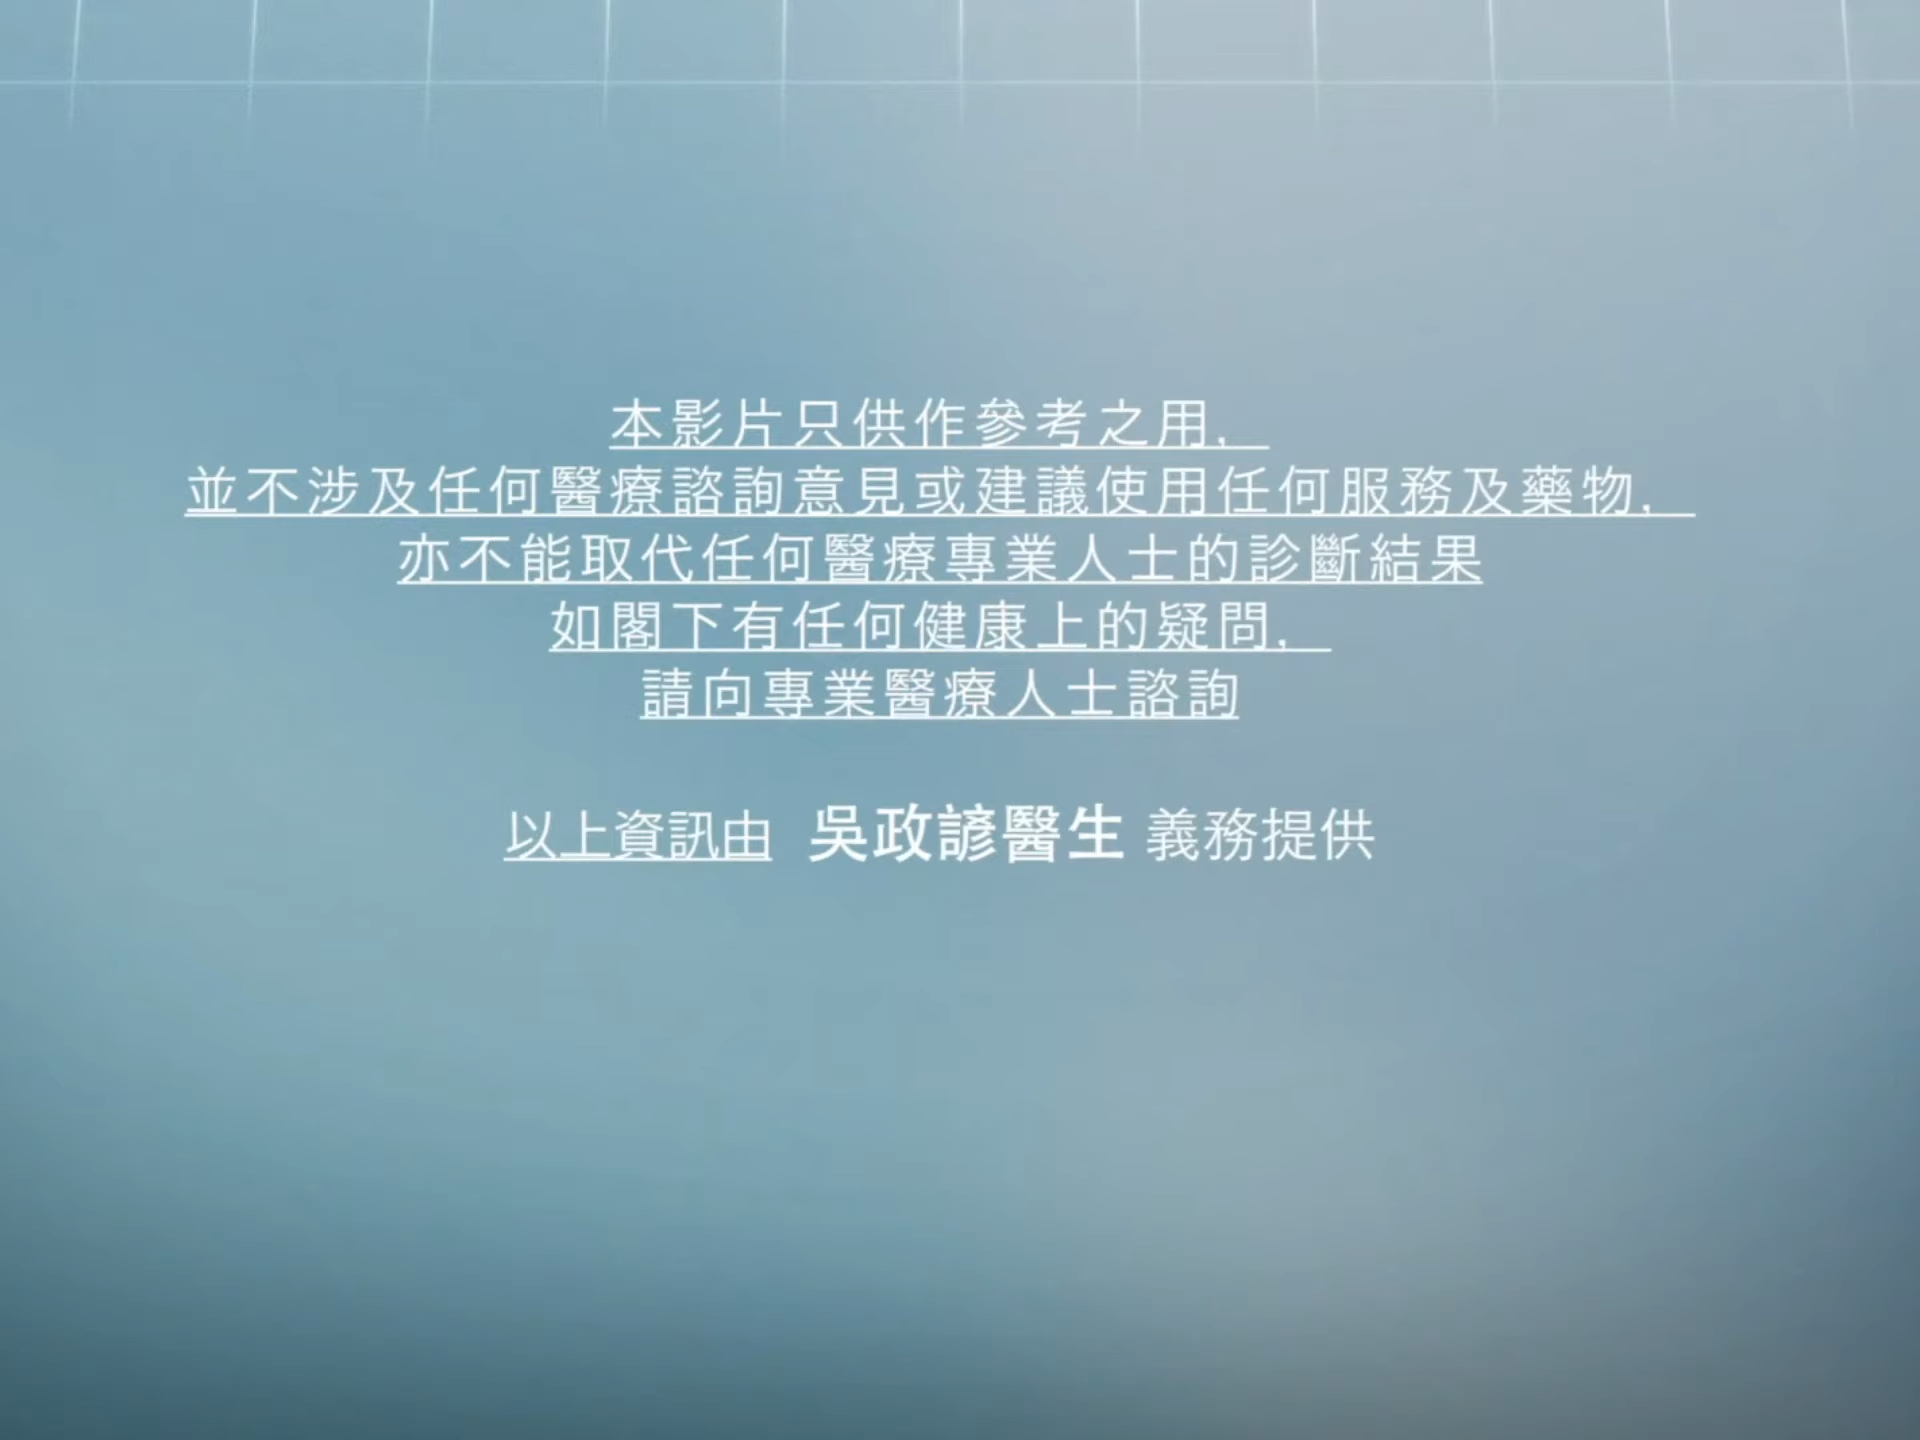 本影片只供作參考之用,
並不涉及任何醫療諮詢意見或建議使用任何服務及藥物,
亦不能取代任何醫療專業人士的診斷結果
如閣下有任何健康上的疑問,
請向專業醫療人士諮詢
以上資訊由 吳政諺醫生 義務提供